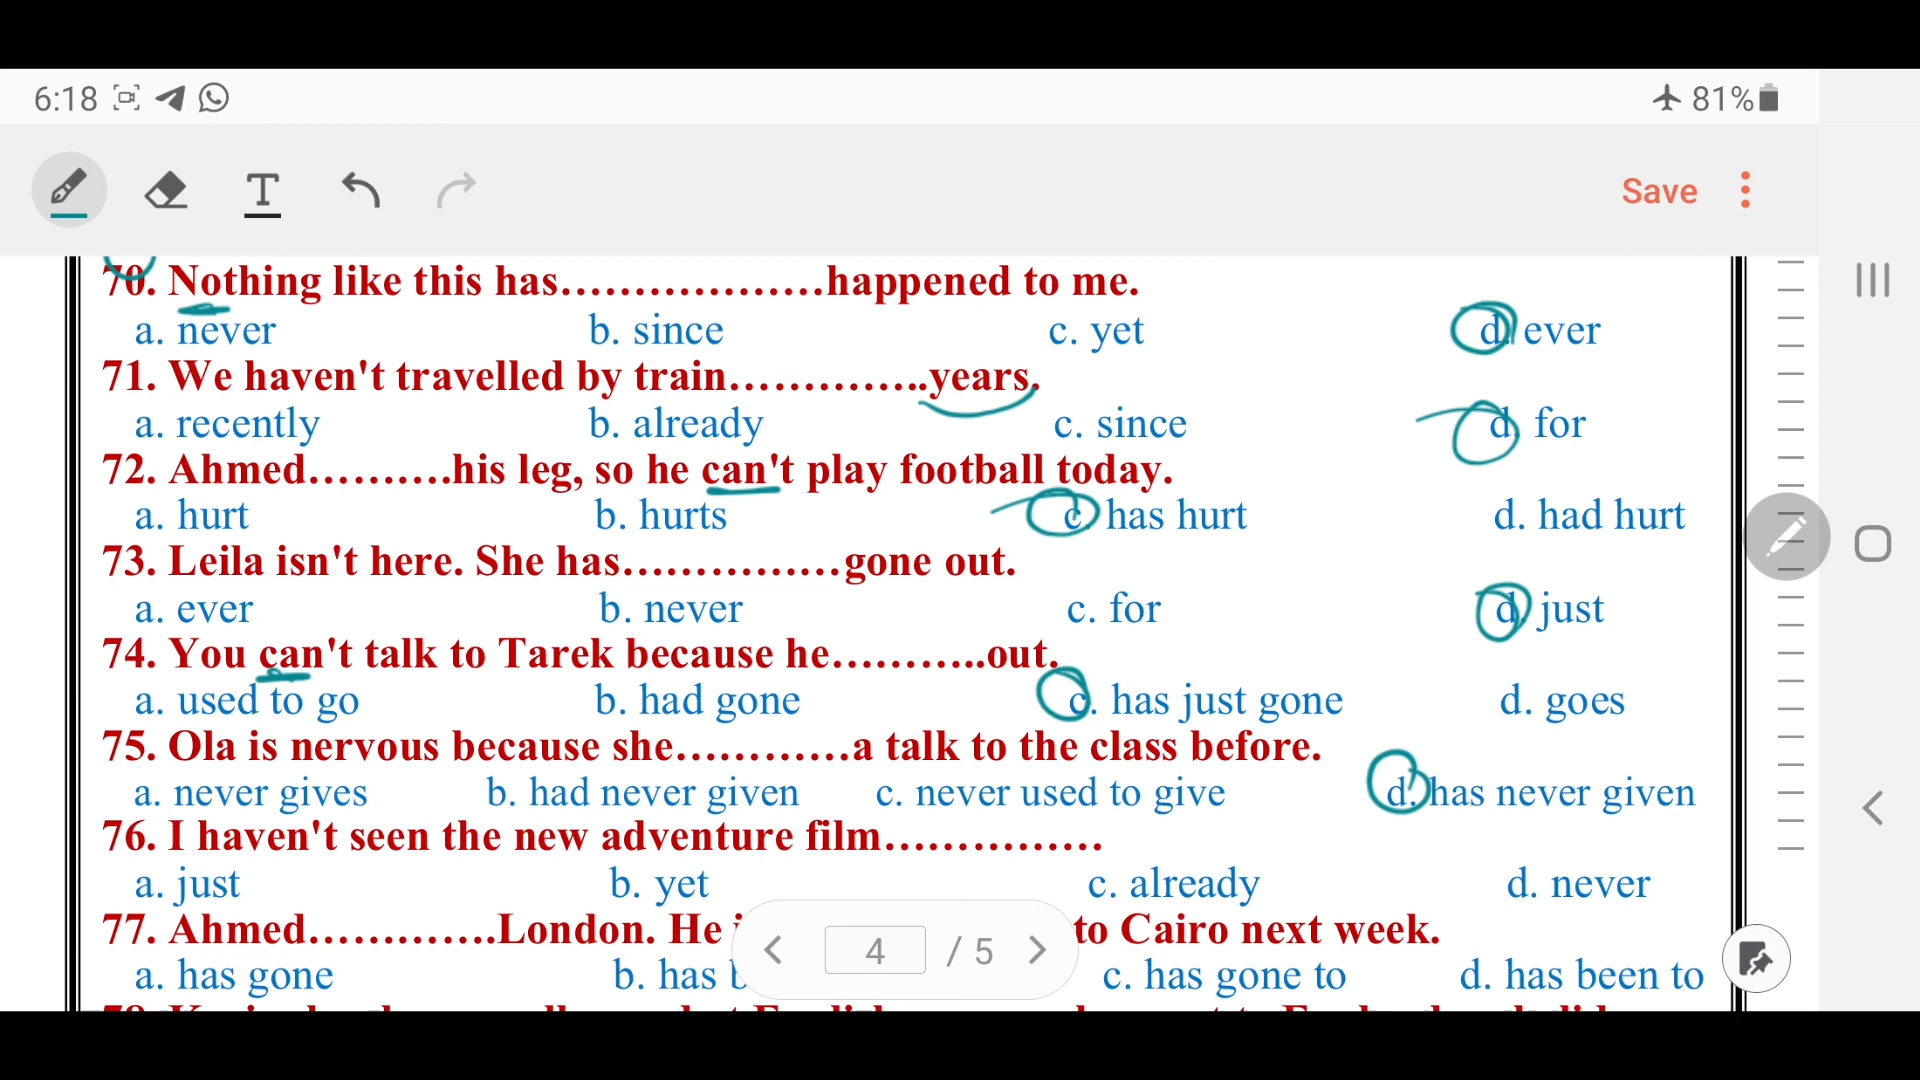 6:18
81%
Save
70. Nothing like this has………………happened to me.
a. never b. since c. yet d. ever
71. We haven't travelled by train…………..years.
a. recently b. already c. since d. for
72. Ahmed……….his leg, so he can't play football today.
a. hurt b. hurts c. has hurt d. had hurt
73. Leila isn't here. She has……………gone out.
a. ever b. never c. for d. just
74. You can't talk to Tarek because he………..out.
a. used to go b. had gone c. has just gone d. goes
75. Ola is nervous because she…………a talk to the class before.
a. never gives b. had never given c. never used to give d. has never given
76. I haven't seen the new adventure film……………
a. just b. yet c. already d. never
77. Ahmed………….London. He to Cairo next week.
4 / 5
a. has gone b. has c. has gone to d. has been to